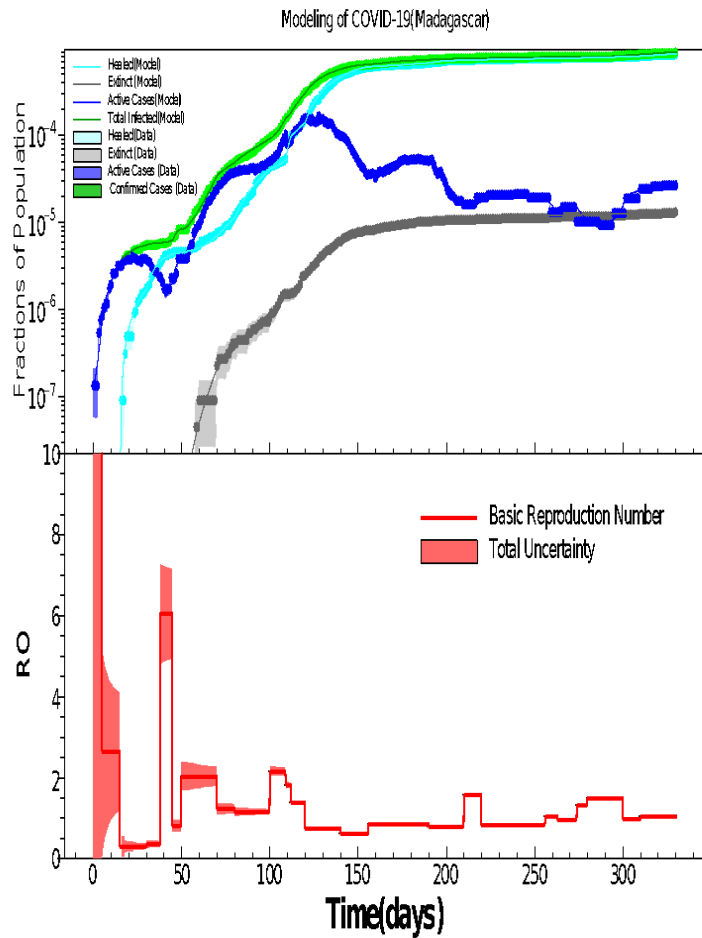 Modeling of COVID-19(Madagascar)
Healed(Model)
Extinct (Model)
Active Cases(Model)
Total Infected(Model)
Healed(Data)
Extinct (Data)
Active Cases (Data)
Confirmed Cases (Data)
Fractions of Population
10⁻⁴
10⁻⁵
10⁻⁶
10⁻⁷
10
8
6
4
2
0
R0
Basic Reproduction Number
Total Uncertainty
0 50 100 150 200 250 300
Time(days)